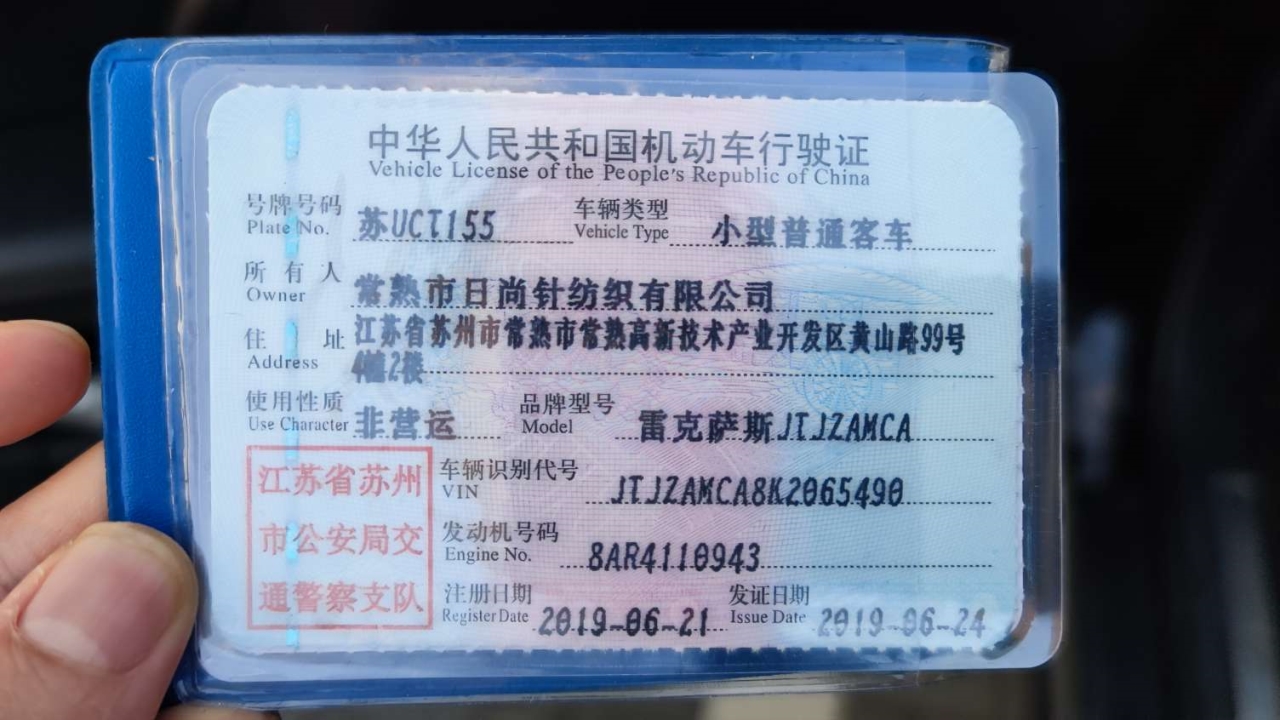 中华人民共和国机动车行驶证
Vehicle License of the People's Republic of China
号牌号码 苏UCT155 车辆类型 小型普通客车
Plate No. Vehicle Type
所有人 常熟市日尚针纺织有限公司
Owner
住址 江苏省苏州市常熟市常熟高新技术产业开发区黄山路99号
Address 4幢2楼
使用性质 非营运 品牌型号 雷克萨斯JTJZAMCA
Use Character Model
江苏省苏州
市公安局交
通警察支队
车辆识别代号 JTJZAMCA8K2065490
VIN
发动机号码 8AR4110943
Engine No.
注册日期 2019-06-21 发证日期 2019-06-24
Register Date Issue Date